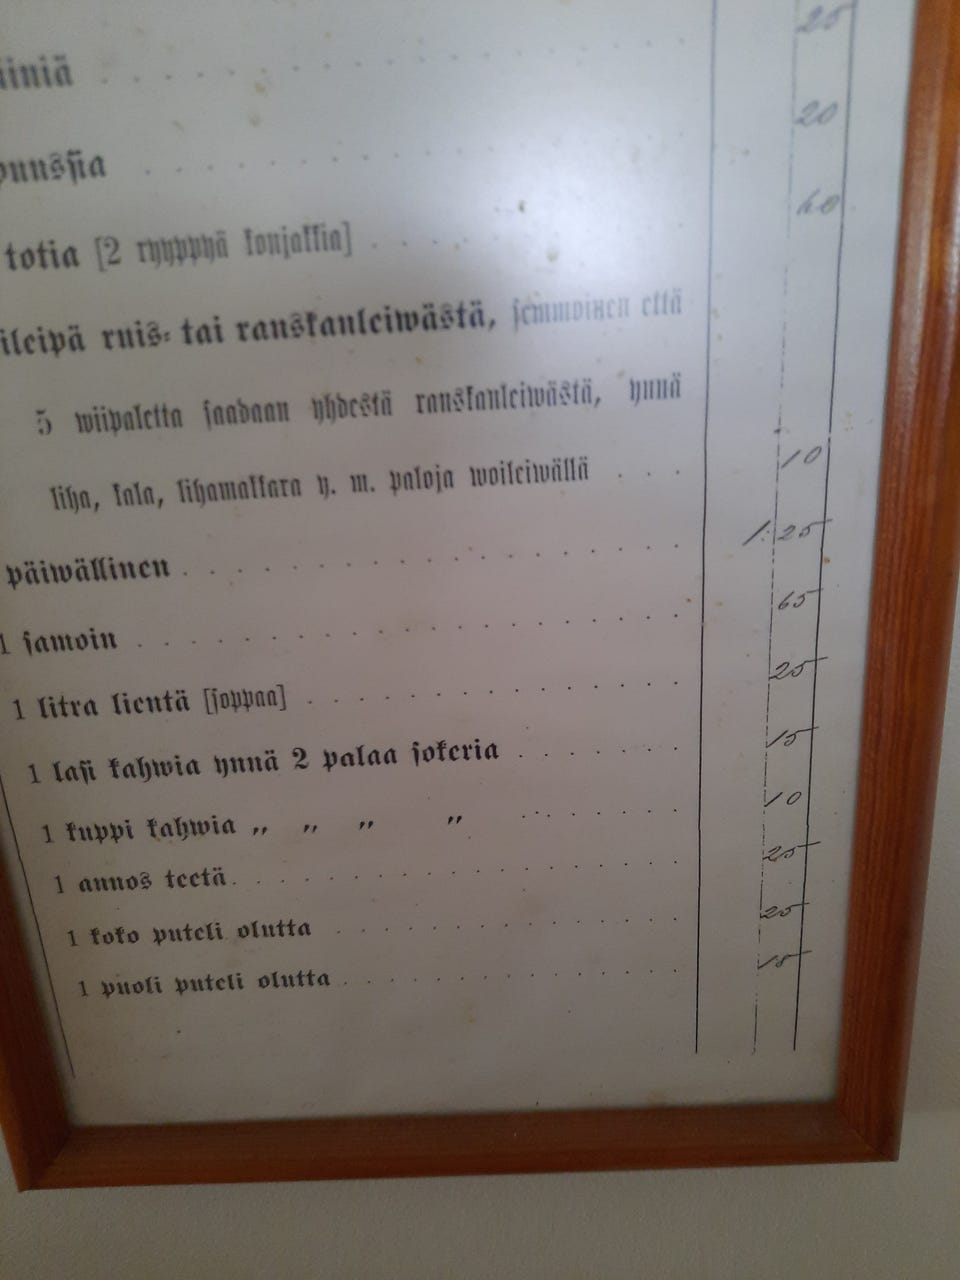 25
punssia . . . 20
totia [2 ryyppyä konjakkia] . . . 40
ruis- tai ranskanleiwästä, semmoinen että
5 wiipaletta saadaan yhdestä ranskanleiwästä, ynnä
liha, kala, lihamakkara y. m. paloja woileiwällä . . . 10
päiwällinen . . . 1:25
1 samoin . . . 65
1 litra lientä [soppaa] . . . 25
1 lasi kahwia ynnä 2 palaa sokeria . . . 15
1 kuppi kahwia „ „ „ „ . . . 10
1 annos teetä . . . 25
1 koko puteli olutta . . . 25
1 puoli puteli olutta . . .